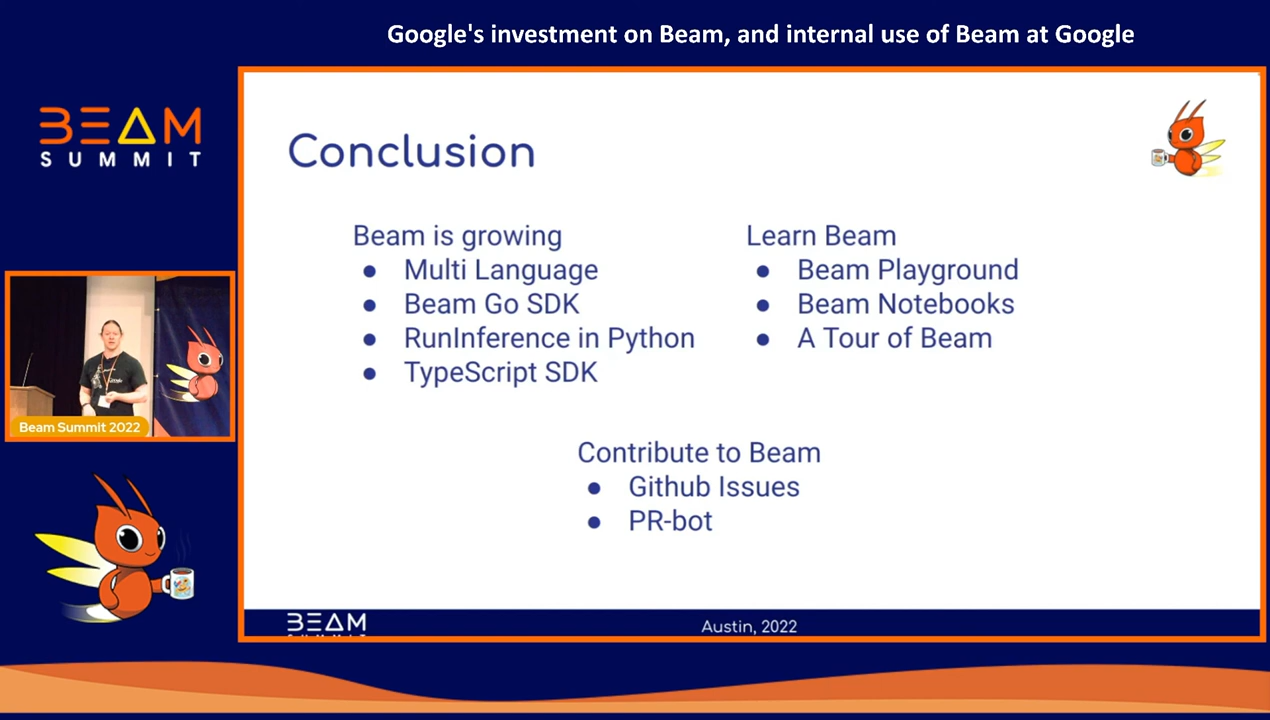 Google's investment on Beam, and internal use of Beam at Google
BEAM
SUMMIT
Conclusion
Beam is growing
● Multi Language
● Beam Go SDK
● RunInference in Python
● TypeScript SDK
Learn Beam
● Beam Playground
● Beam Notebooks
● A Tour of Beam
Contribute to Beam
● Github Issues
● PR-bot
Beam Summit 2022
BEAM
Austin, 2022